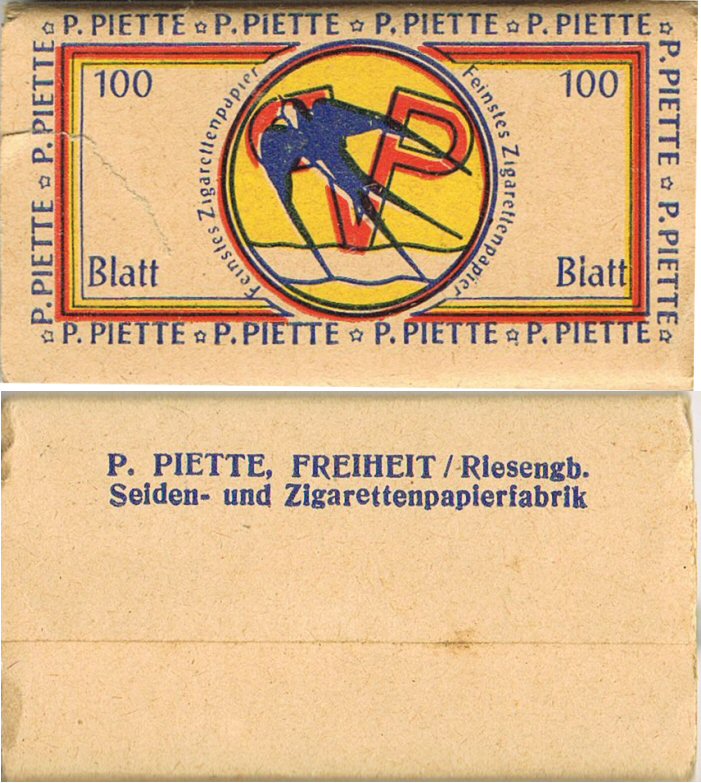 ☆ P. PIETTE ☆ P. PIETTE ☆ P. PIETTE ☆ P. PIETTE ☆
P. PIETTE ☆ P. PIETTE
P. PIETTE ☆ P. PIETTE ☆
100
100
Feinstes Zigarettenpapier
Feinstes Zigarettenpapier
VP
Blatt
Blatt
☆ P. PIETTE ☆ P. PIETTE ☆ P. PIETTE ☆ P. PIETTE ☆
P. PIETTE, FREIHEIT / Riesengb.
Seiden- und Zigarettenpapierfabrik